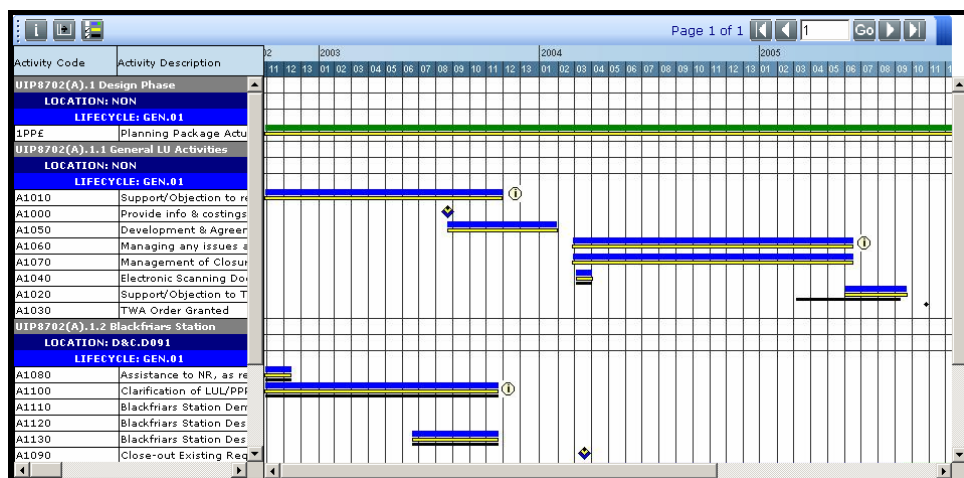 Page 1 of 1 1 Go
02 2003 2004 2005
Activity Code Activity Description
11 12 13 01 02 03 04 05 06 07 08 09 10 11 12 13 01 02 03 04 05 06 07 08 09 10 11 12 13 01 02 03 04 05 06 07 08 09 10 11 1
UIP8702(A).1 Design Phase
LOCATION: NON
LIFECYCLE: GEN.01
1PP£ Planning Package Actu
UIP8702(A).1.1 General LU Activities
LOCATION: NON
LIFECYCLE: GEN.01
A1010 Support/Objection to re
A1000 Provide info & costings
A1050 Development & Agreer
A1060 Managing any issues a
A1070 Management of Closur
A1040 Electronic Scanning Do
A1020 Support/Objection to T
A1030 TWA Order Granted
UIP8702(A).1.2 Blackfriars Station
LOCATION: D&C.D091
LIFECYCLE: GEN.01
A1080 Assistance to NR, as re
A1100 Clarification of LUL/PPP
A1110 Blackfriars Station Dem
A1120 Blackfriars Station Des
A1130 Blackfriars Station Des
A1090 Close-out Existing Req